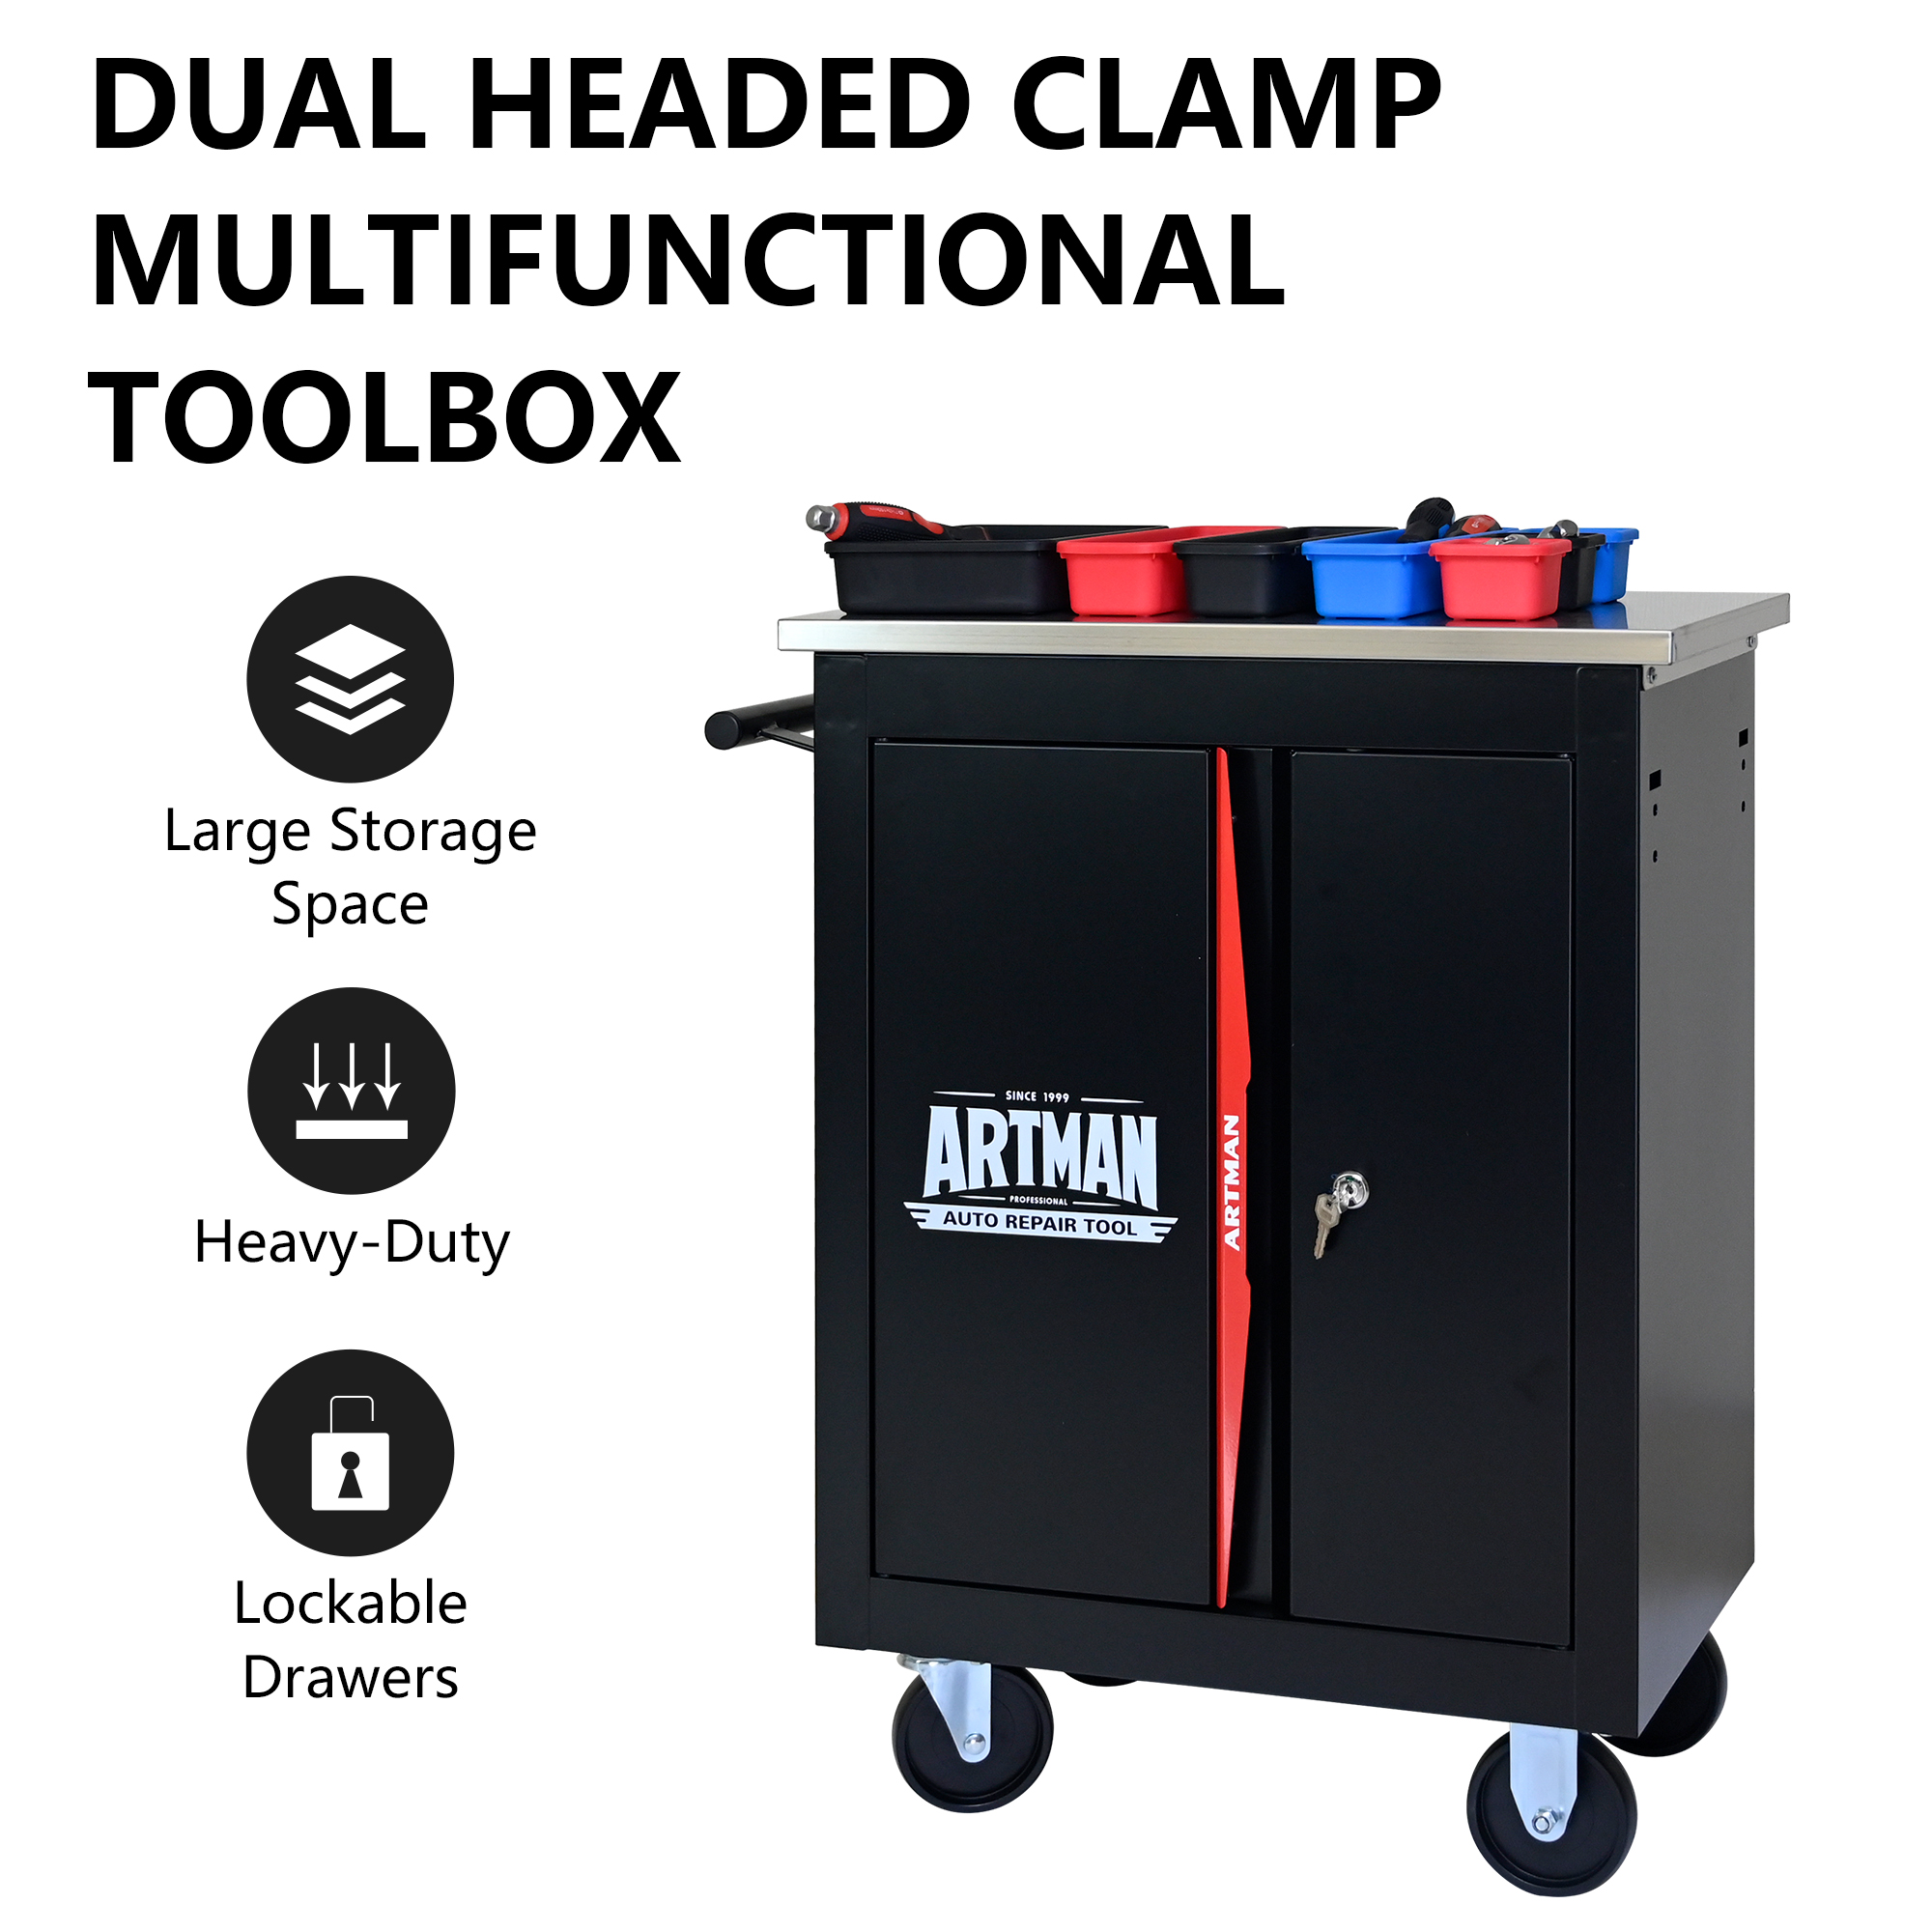 DUAL HEADED CLAMP
MULTIFUNCTIONAL
TOOLBOX
Large Storage
Space
Heavy-Duty
Lockable
Drawers
SINCE 1999
ARTMAN
PROFESSIONAL
AUTO REPAIR TOOL
ARTMAN